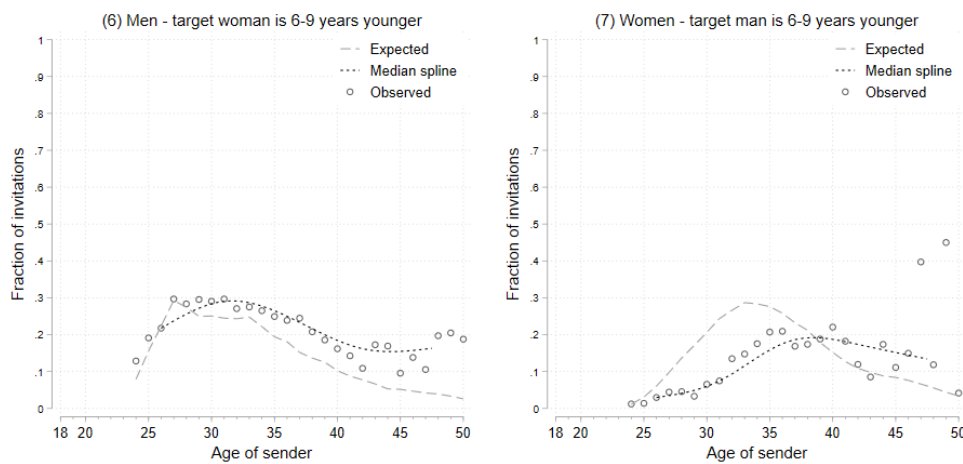 (6) Men - target woman is 6-9 years younger
Expected
Median spline
Observed
1
.9
.8
.7
.6
.5
.4
.3
.2
.1
0
Fraction of invitations
18 20 25 30 35 40 45 50
Age of sender
(7) Women - target man is 6-9 years younger
Expected
Median spline
Observed
1
.9
.8
.7
.6
.5
.4
.3
.2
.1
0
Fraction of invitations
18 20 25 30 35 40 45 50
Age of sender